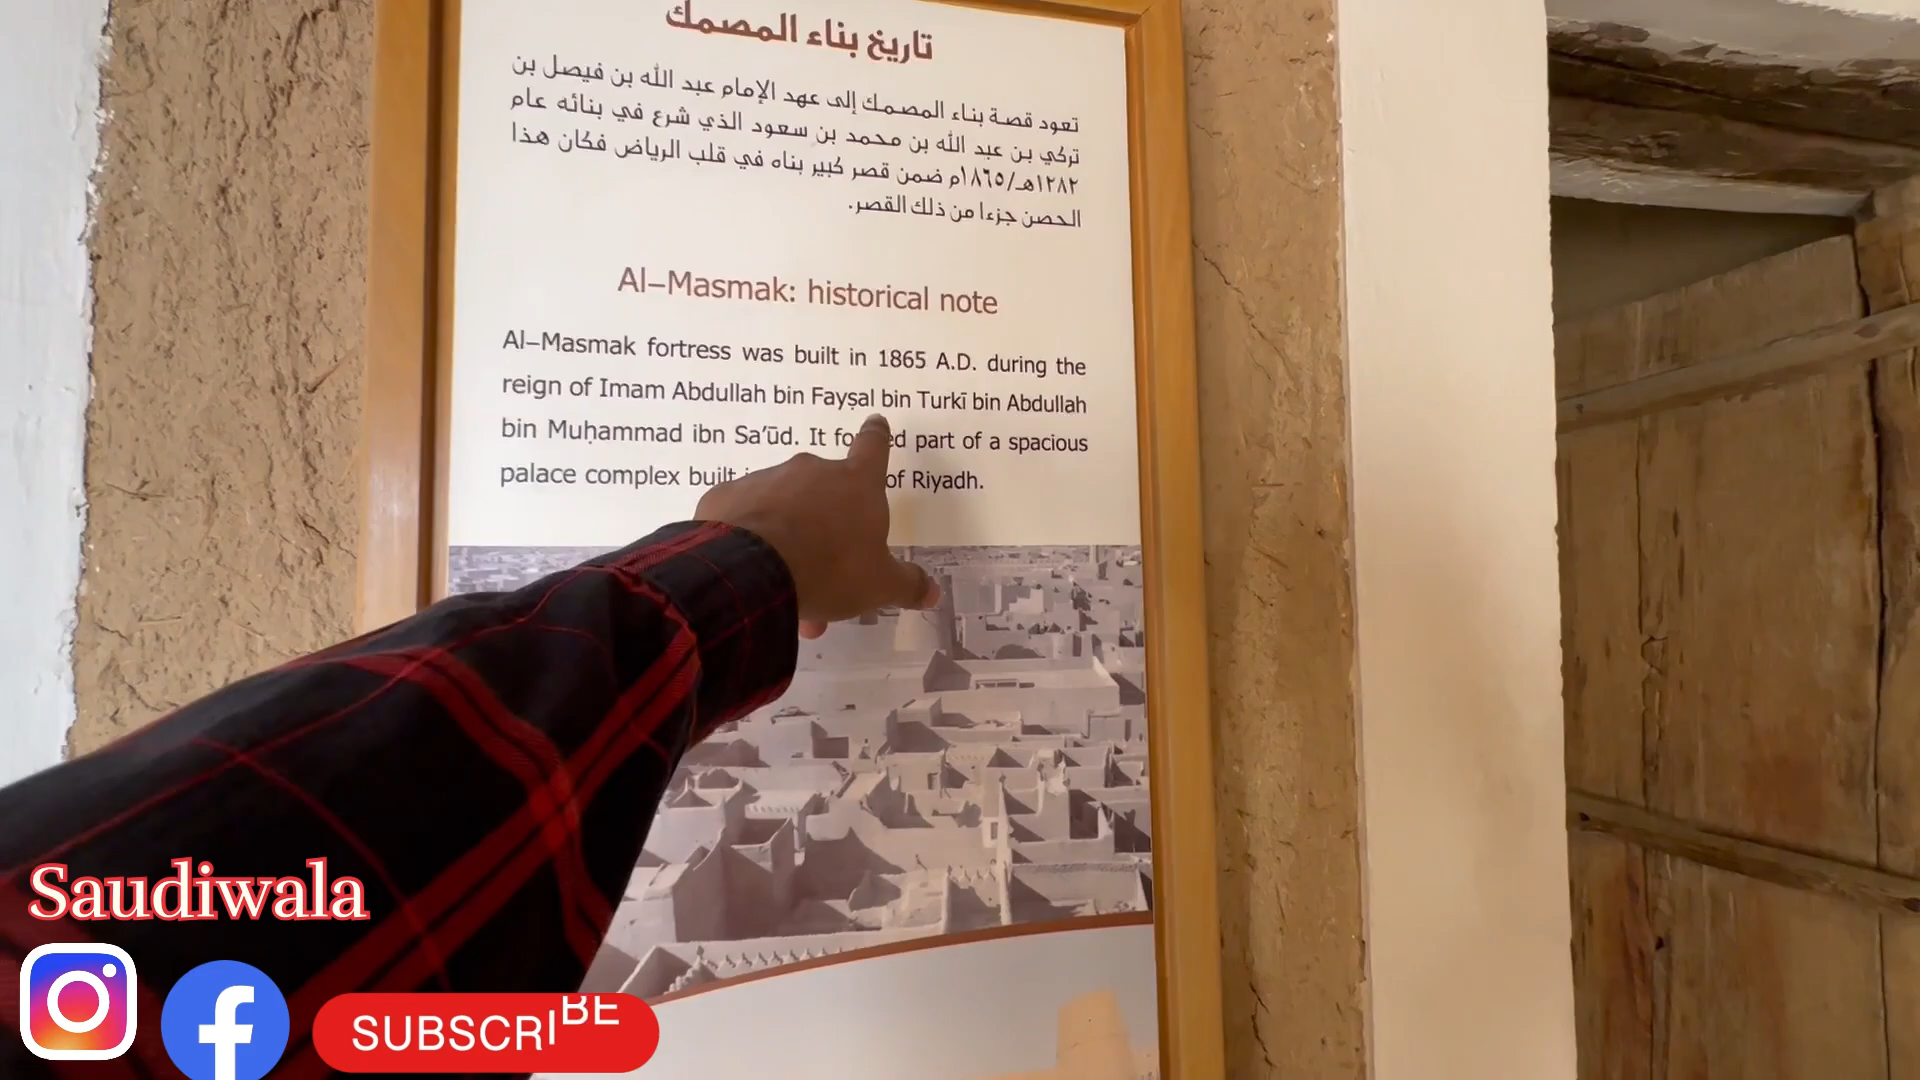 تاريخ بناء المصمك
تعود قصة بناء المصمك إلى عهد الإمام عبد الله بن فيصل بن
تركي بن عبد الله بن محمد بن سعود الذي شرع في بنائه عام
١٢٨٢هـ/١٨٦٥م ضمن قصر كبير بناه في قلب الرياض فكان هذا
الحصن جزءا من ذلك القصر.
Al-Masmak: historical note
Al-Masmak fortress was built in 1865 A.D. during the
reign of Imam Abdullah bin Fayṣal bin Turkī bin Abdullah
bin Muḥammad ibn Sa'ūd. It part of a spacious
palace complex built of Riyadh.
Saudiwala
SUBSCRIBE